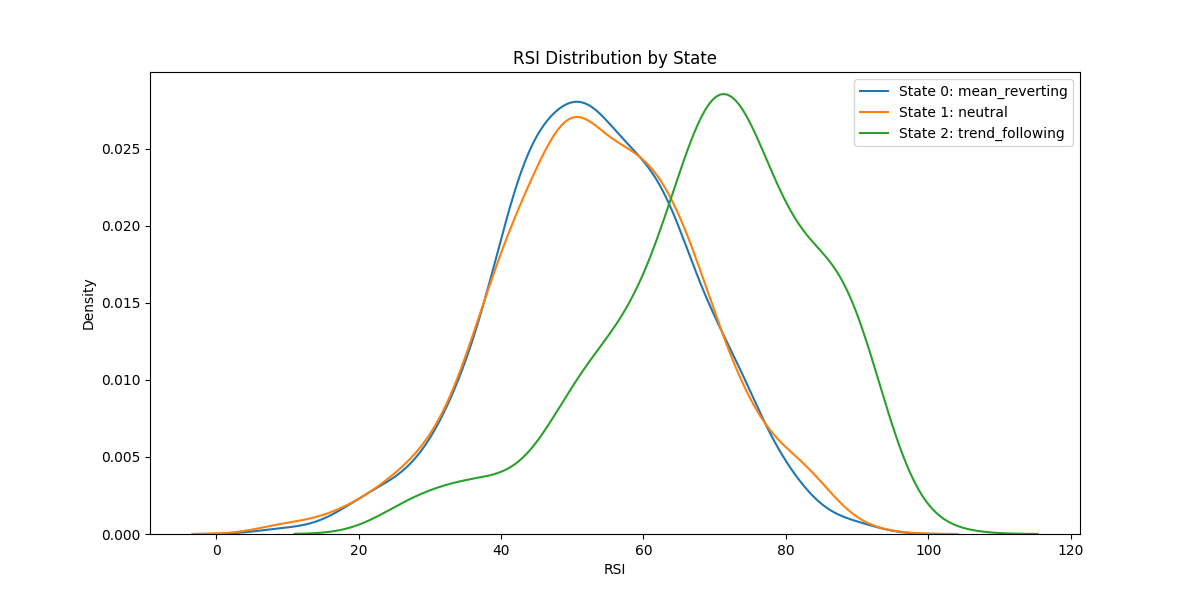 RSI Distribution by State
State 0: mean_reverting
State 1: neutral
State 2: trend_following
Density
0.025
0.020
0.015
0.010
0.005
0.000
0 20 40 60 80 100 120
RSI